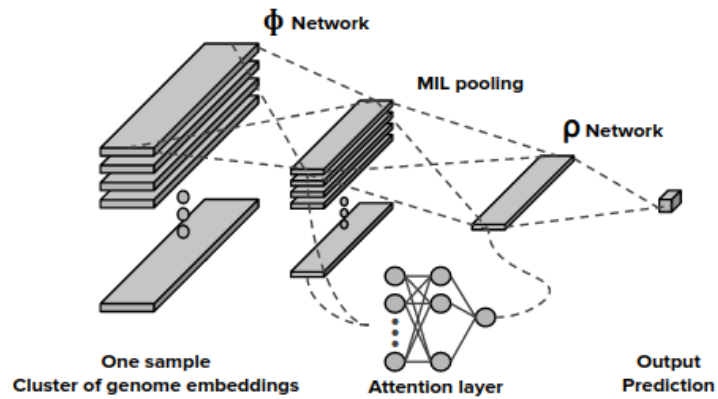 Φ Network
MIL pooling
ρ Network
One sample
Cluster of genome embeddings
Attention layer
Output
Prediction